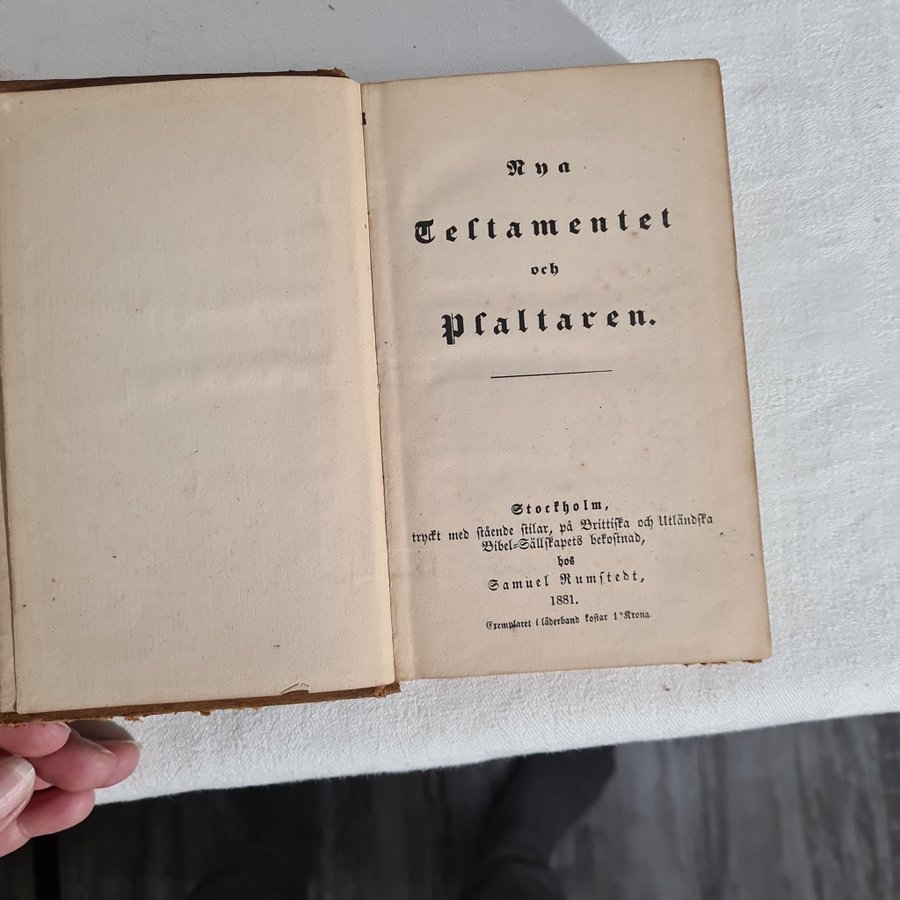 Nya
Teſtamentet
och
Pſaltaren.
Stockholm,
tryckt med ſtående ſtilar, på Brittiſka och Utländſka
Bibel-Sällſkapets bekoſtnad,
hos
Samuel Rumſtedt,
1881.
Exemplaret i läderband koſtar 1 Krona.